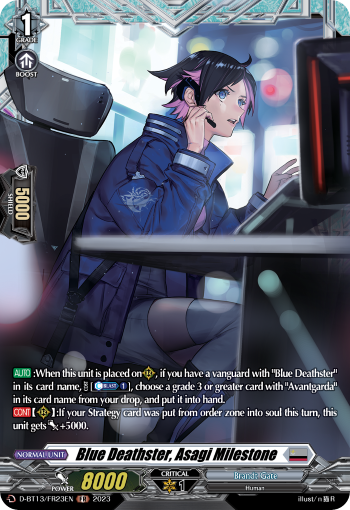 1
GRADE
BOOST
5000
SHIELD
AUTO :When this unit is placed on , if you have a vanguard with "Blue Deathster"
in its card name, COST [ BLAST 1 ], choose a grade 3 or greater card with "Avantgarda"
in its card name from your drop, and put it into hand.
CONT 【 】:If your Strategy card was put from order zone into soul this turn, this
unit gets +5000.
NORMAL UNIT Blue Deathster, Asagi Milestone
POWER 8000 CRITICAL 1 Brandt Gate
Human
D-BT13/FR23EN FR 2023 illust/n猫R